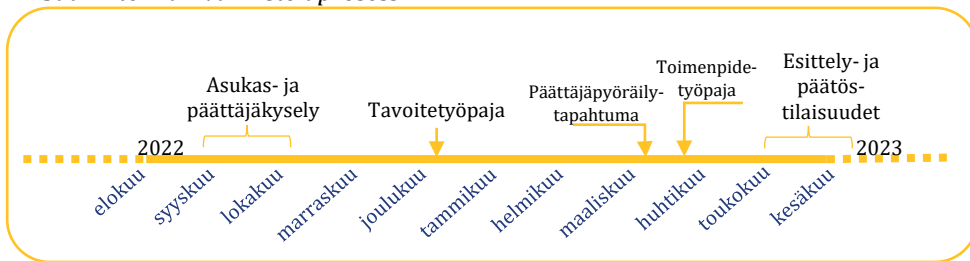 Asukas- ja
päättäjäkysely
Tavoitetyöpaja
Päättäjäpyöräily-
tapahtuma
Toimenpide-
työpaja
Esittely- ja
päätös-
tilaisuudet
2022
2023
elokuu
syyskuu
lokakuu
marraskuu
joulukuu
tammikuu
helmikuu
maaliskuu
huhtikuu
toukokuu
kesäkuu